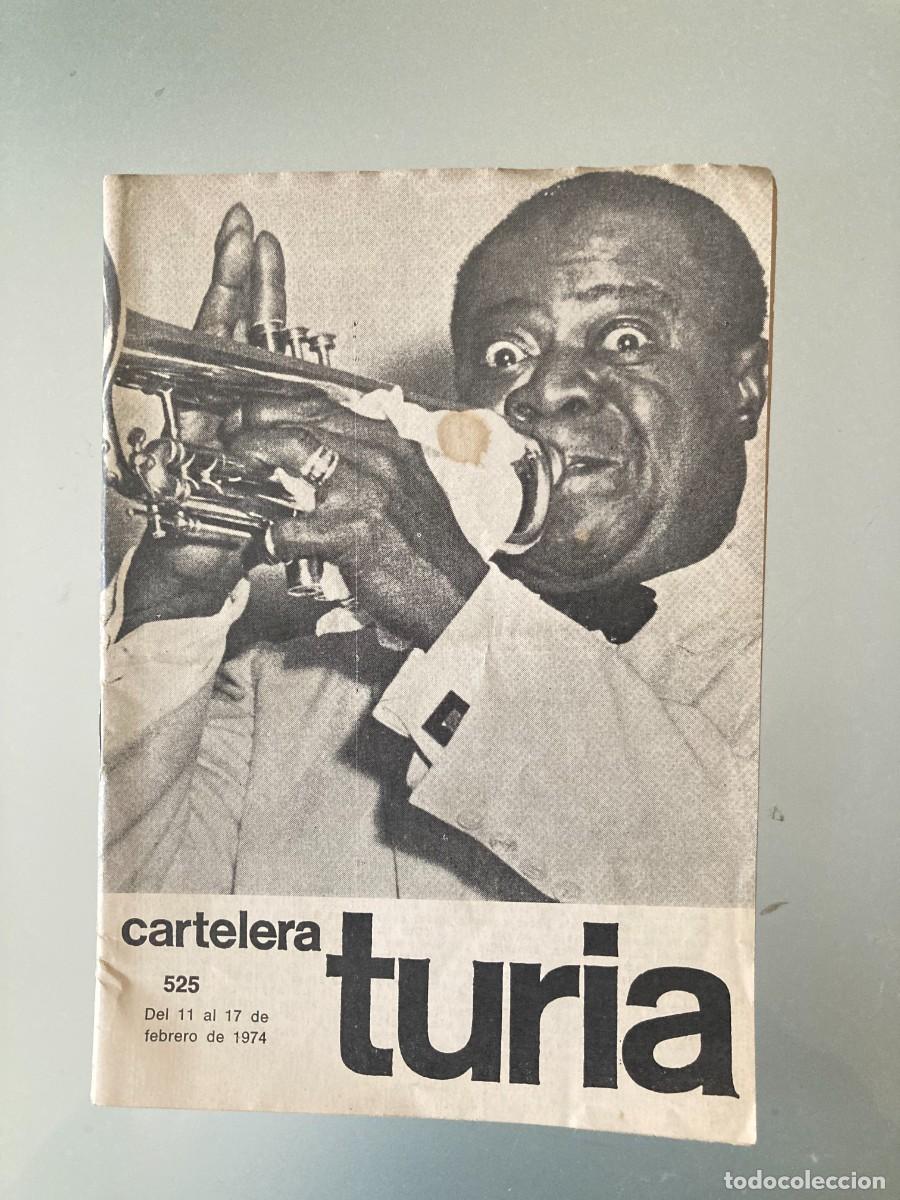 cartelera
turia
525
Del 11 al 17 de
febrero de 1974
todocoleccion